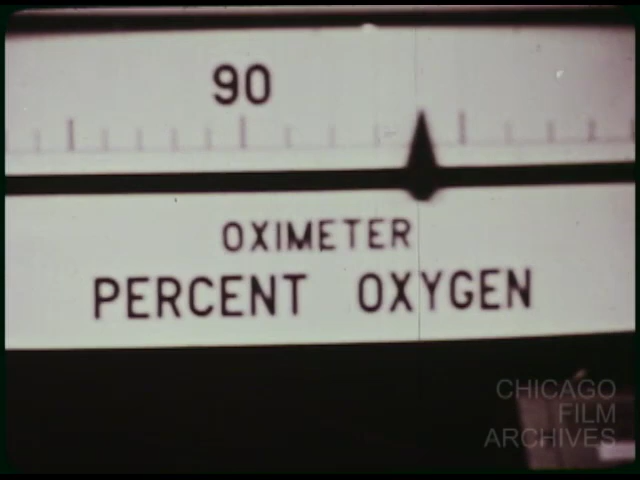 90
OXIMETER
PERCENT OXYGEN
CHICAGO
FILM
ARCHIVES